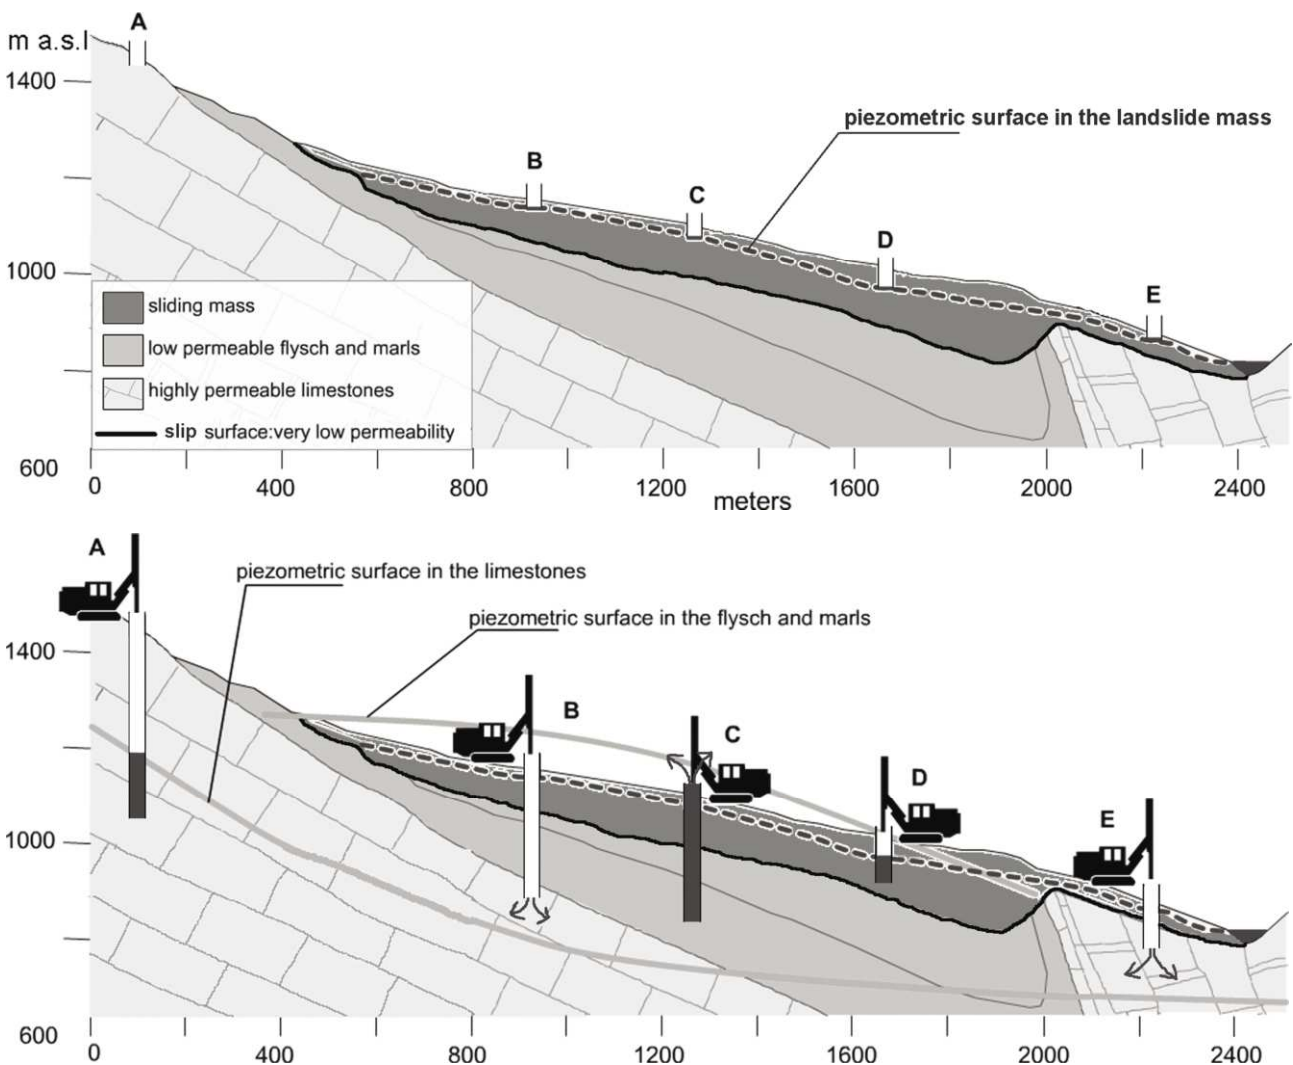 A
m a.s.l
1400
piezometric surface in the landslide mass
B
C
D
1000
E
sliding mass
low permeable flysch and marls
highly permeable limestones
slip surface:very low permeability
600
0
400
800
1200
1600
2000
2400
meters
A
piezometric surface in the limestones
piezometric surface in the flysch and marls
1400
B
C
D
E
1000
600
0
400
800
1200
1600
2000
2400